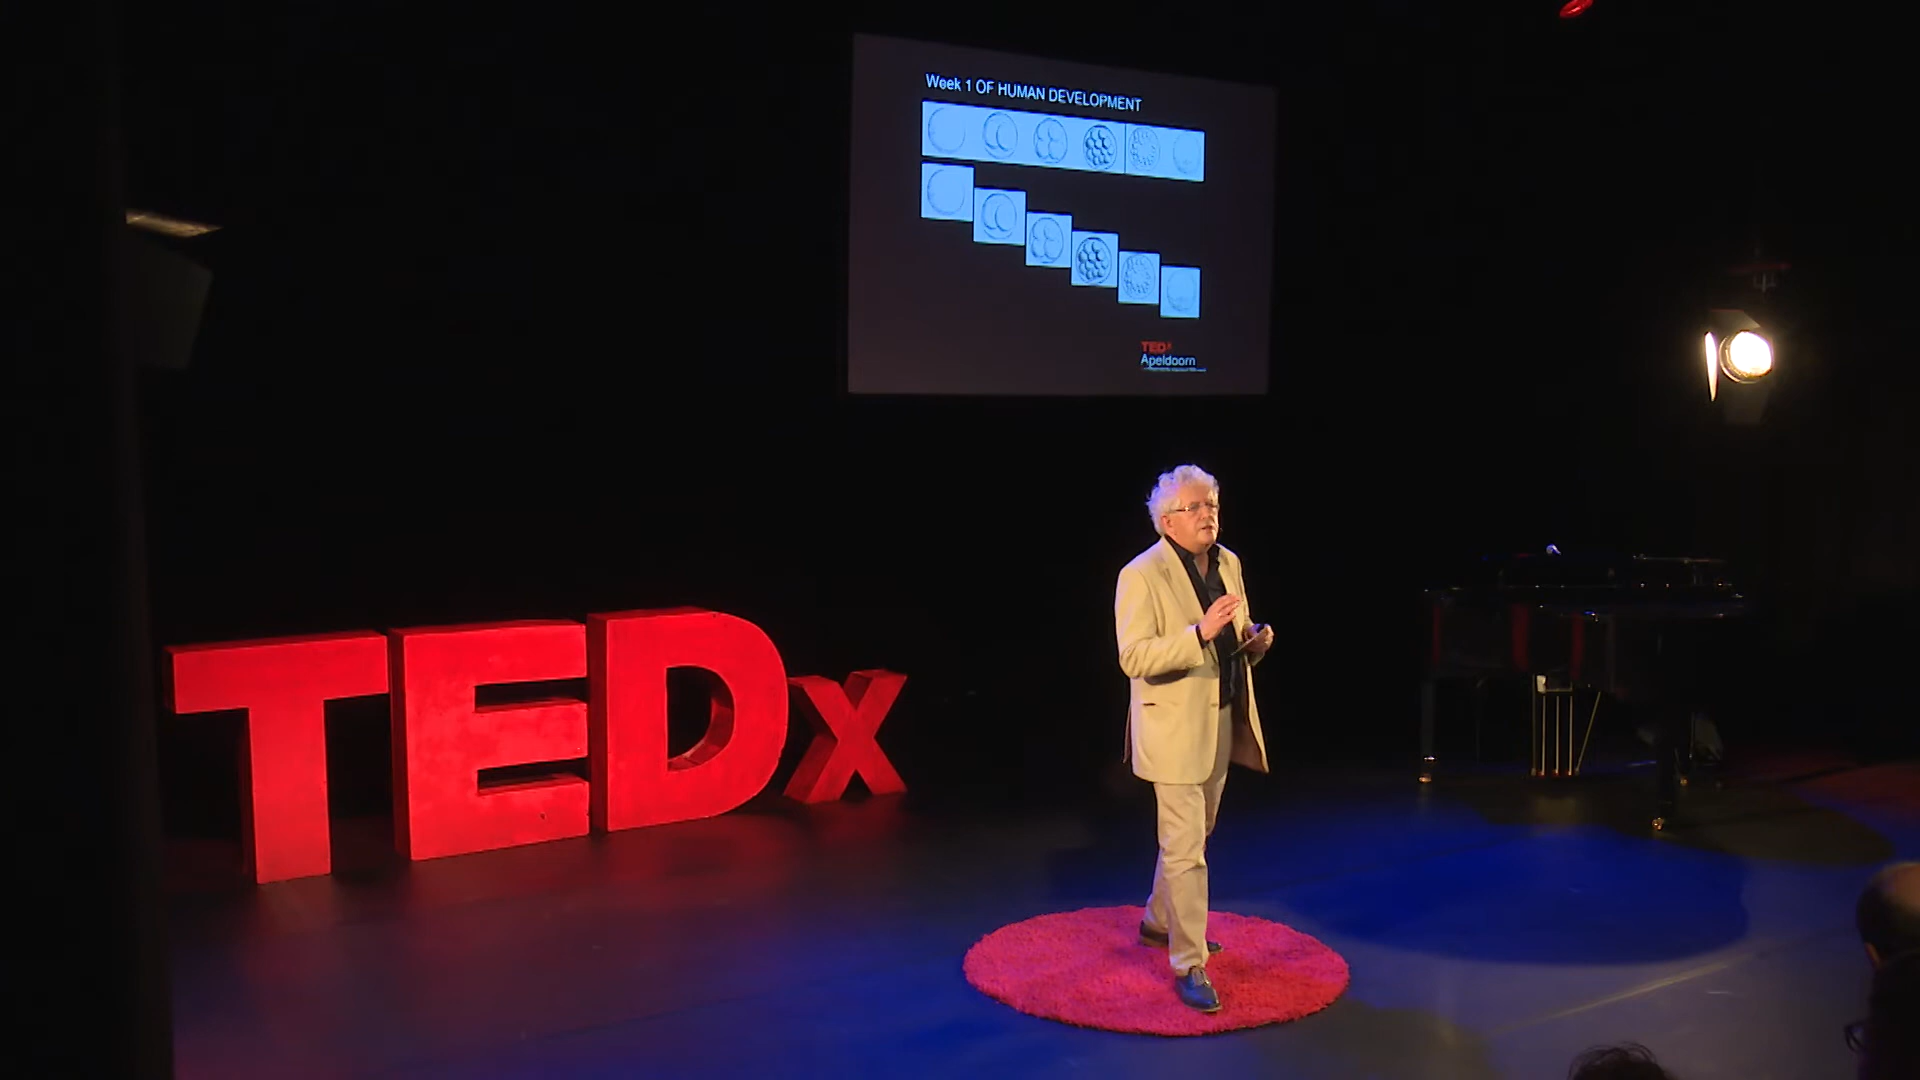 Week 1 OF HUMAN DEVELOPMENT
TEDx
Apeldoorn
TEDx